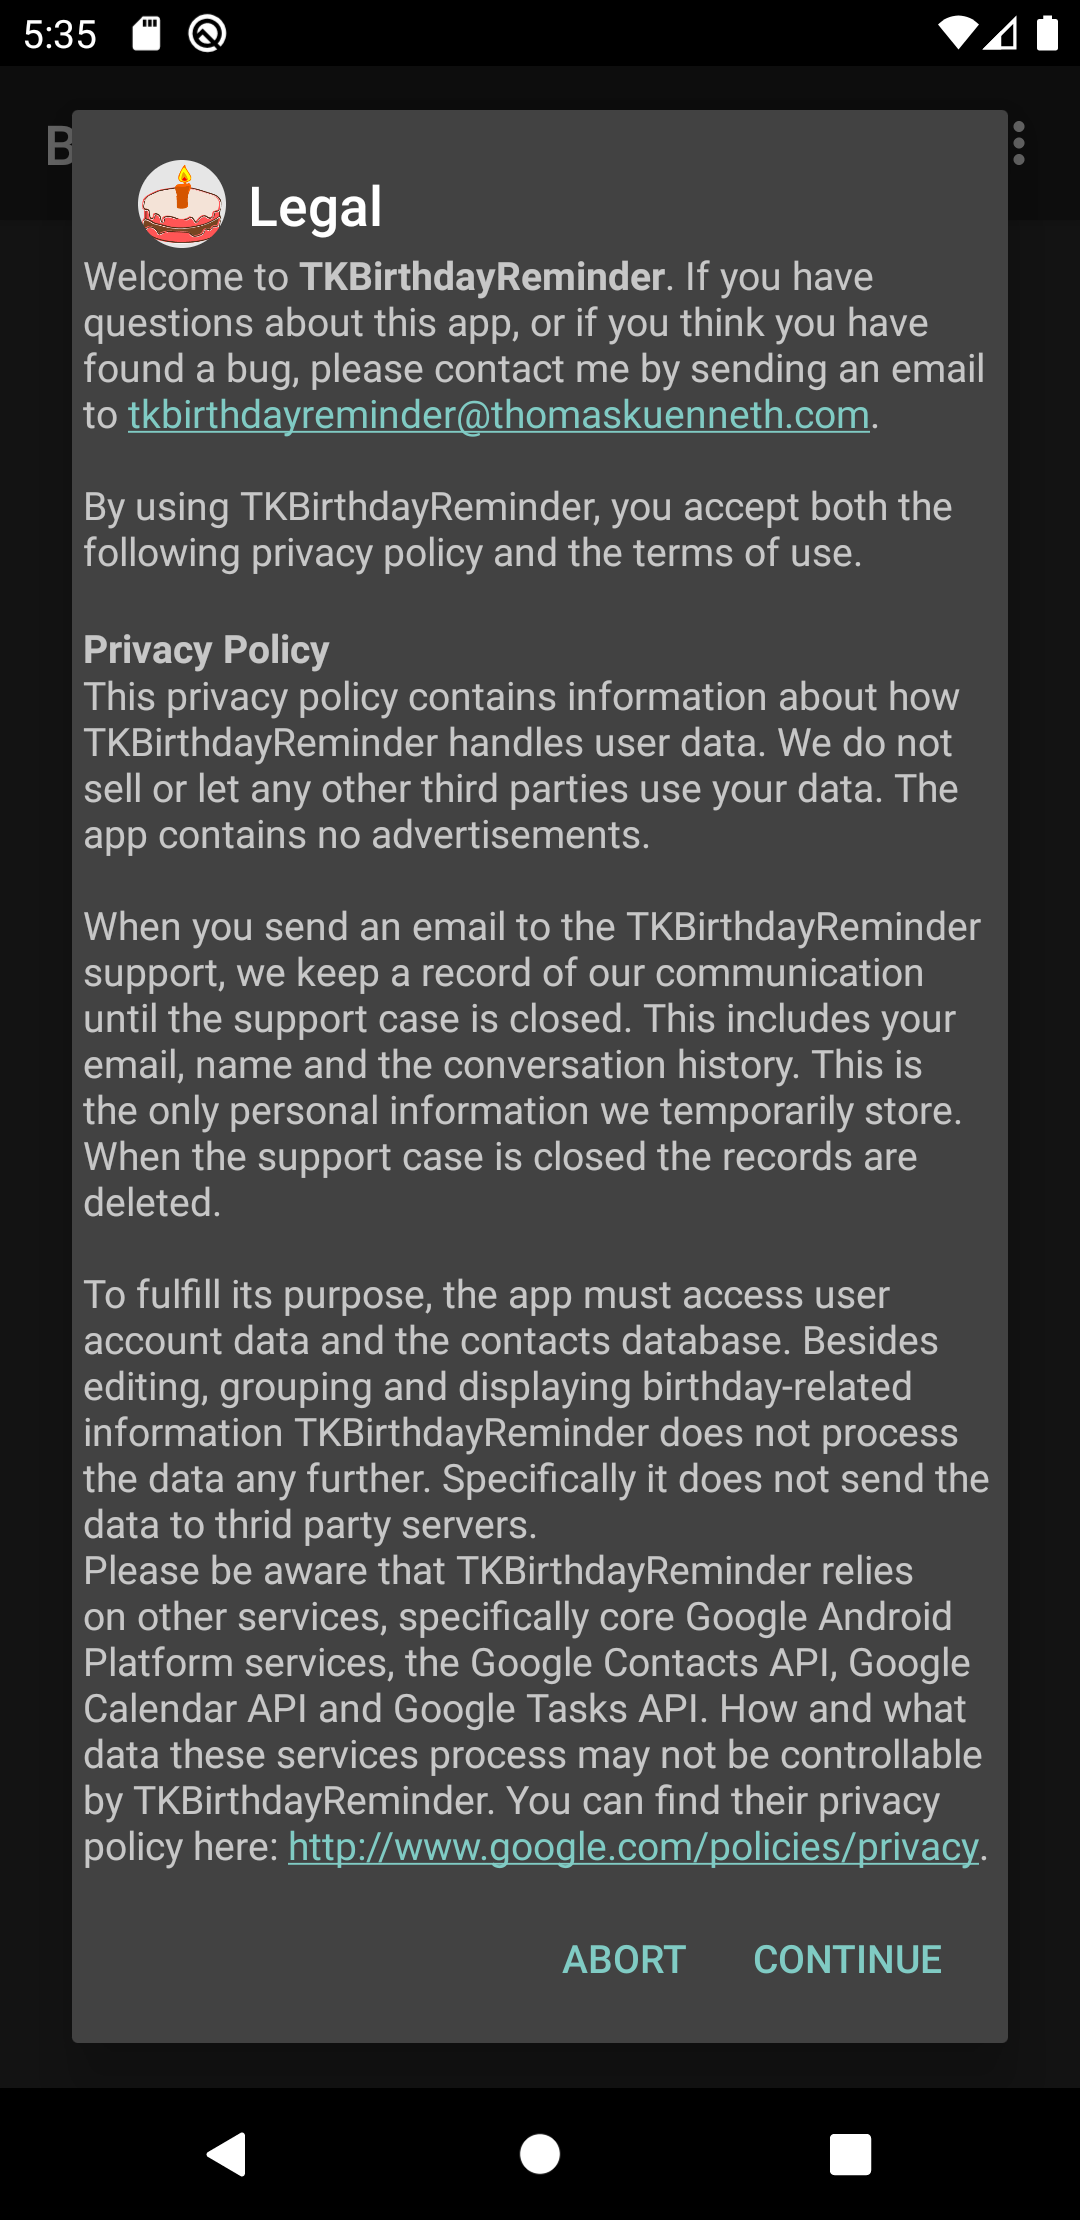 5:35
B
Legal
Welcome to TKBirthdayReminder. If you have
questions about this app, or if you think you have
found a bug, please contact me by sending an email
to tkbirthdayreminder@thomaskuenneth.com.
By using TKBirthdayReminder, you accept both the
following privacy policy and the terms of use.
Privacy Policy
This privacy policy contains information about how
TKBirthdayReminder handles user data. We do not
sell or let any other third parties use your data. The
app contains no advertisements.
When you send an email to the TKBirthdayReminder
support, we keep a record of our communication
until the support case is closed. This includes your
email, name and the conversation history. This is
the only personal information we temporarily store.
When the support case is closed the records are
deleted.
To fulfill its purpose, the app must access user
account data and the contacts database. Besides
editing, grouping and displaying birthday-related
information TKBirthdayReminder does not process
the data any further. Specifically it does not send the
data to thrid party servers.
Please be aware that TKBirthdayReminder relies
on other services, specifically core Google Android
Platform services, the Google Contacts API, Google
Calendar API and Google Tasks API. How and what
data these services process may not be controllable
by TKBirthdayReminder. You can find their privacy
policy here: http://www.google.com/policies/privacy.
ABORT CONTINUE